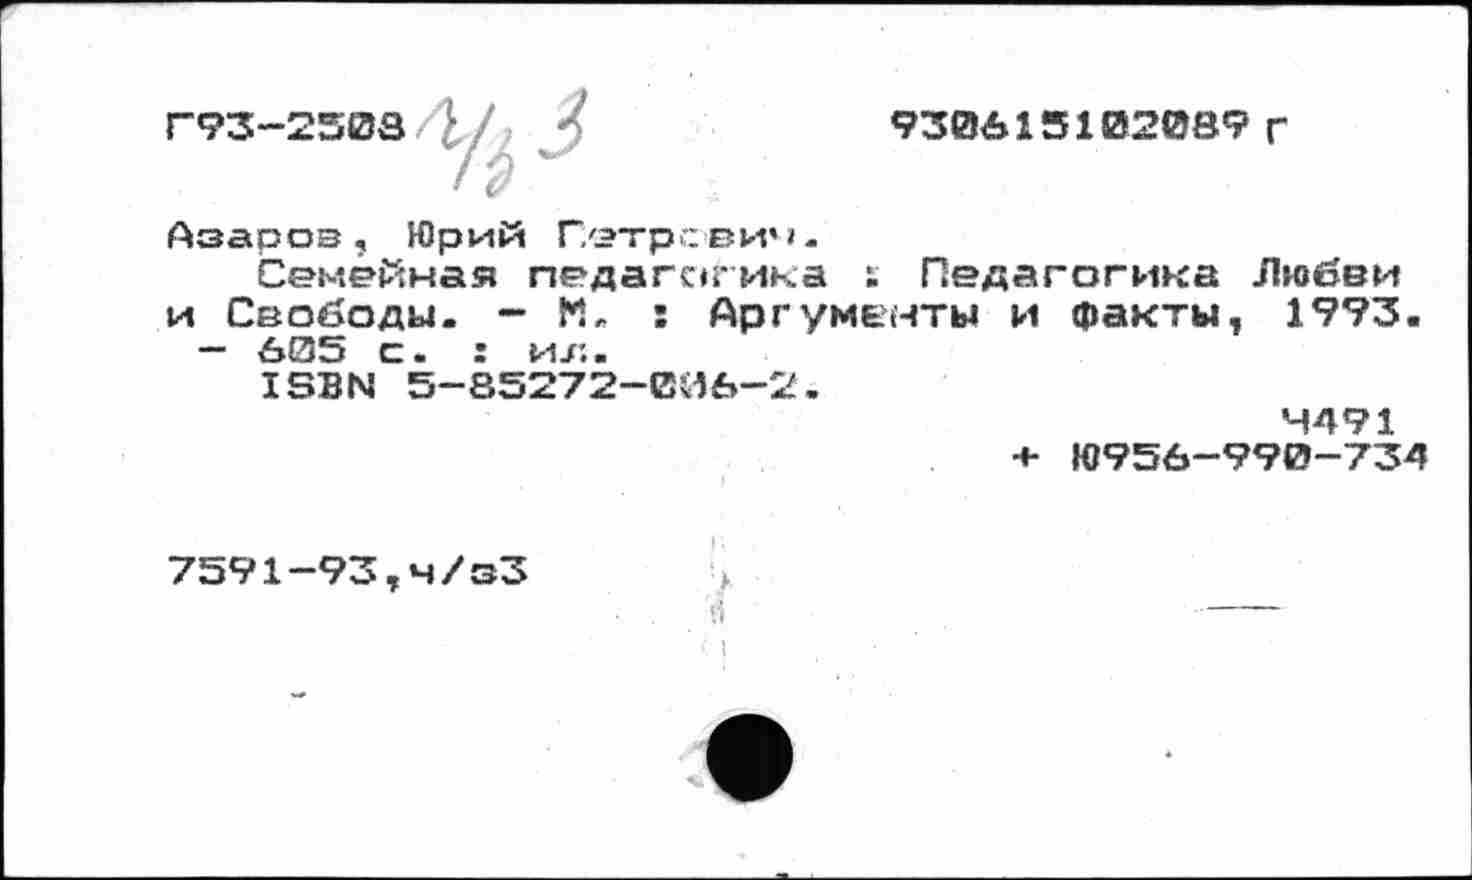 Г93-2508 ч/з 3 930615102089 г
Азаров, Юрий Петрович.
Семейная педагогика : Педагогика Любви
и Свободы. - М. : Аргументы и факты, 1993.
- 605 с. : ил.
ISBN 5-85272-006-2.
Ч491
+ Ю956-990-734
7591-93,ч/з3